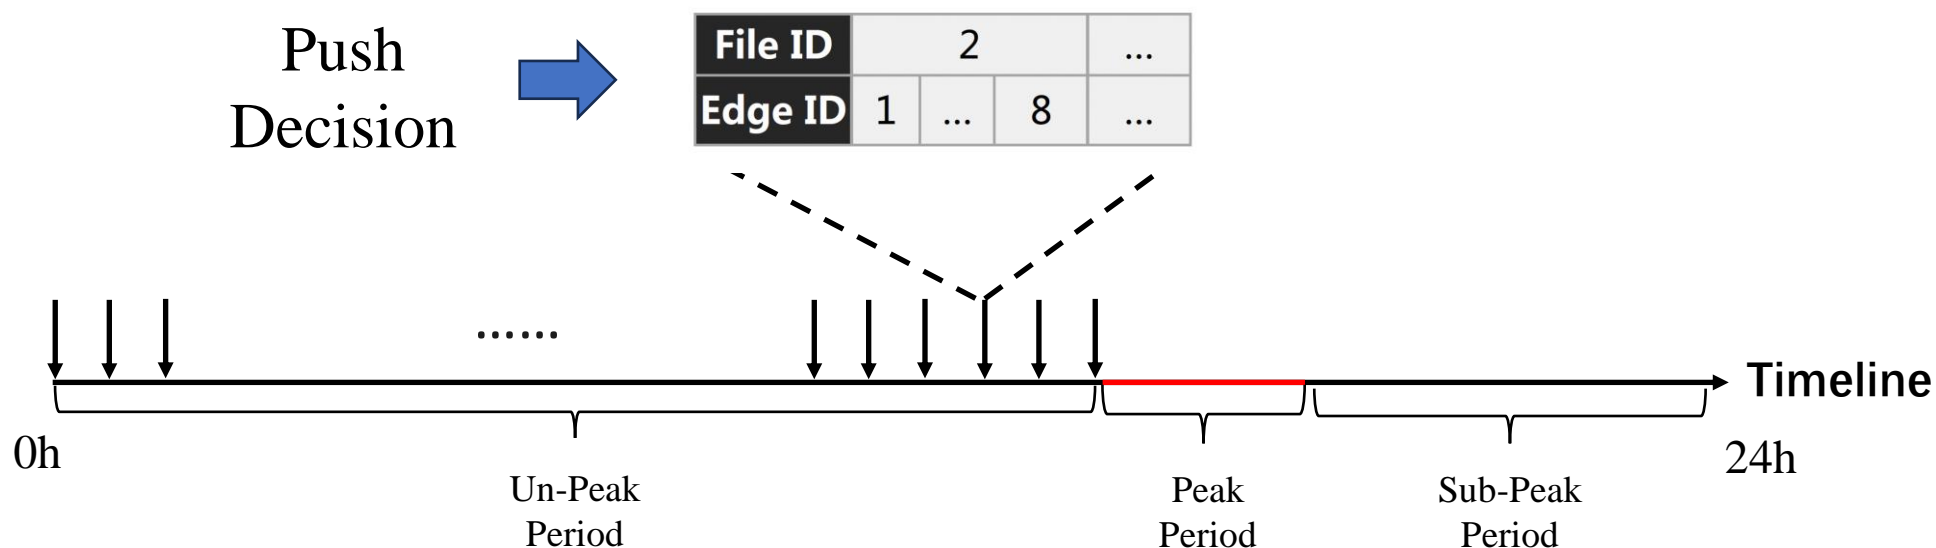 Push
Decision
File ID 2 ...
Edge ID 1 ... 8 ...
......
Timeline
0h
24h
Un-Peak
Period
Peak
Period
Sub-Peak
Period